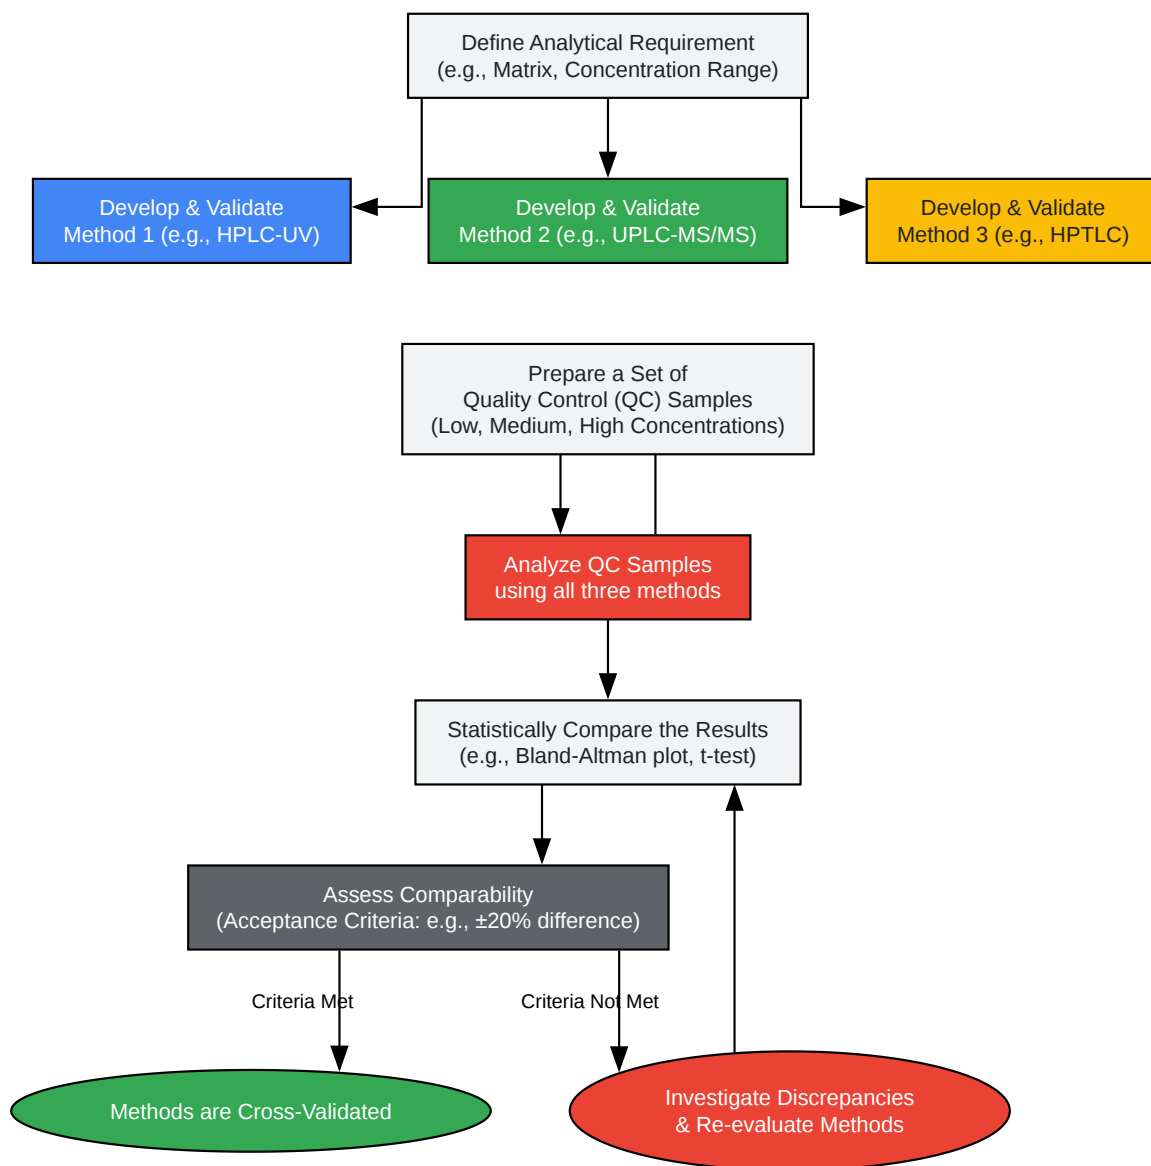 Define Analytical Requirement
(e.g., Matrix, Concentration Range)
Develop & Validate
Method 1 (e.g., HPLC-UV)
Develop & Validate
Method 2 (e.g., UPLC-MS/MS)
Develop & Validate
Method 3 (e.g., HPTLC)
Prepare a Set of
Quality Control (QC) Samples
(Low, Medium, High Concentrations)
Analyze QC Samples
using all three methods
Statistically Compare the Results
(e.g., Bland-Altman plot, t-test)
Assess Comparability
(Acceptance Criteria: e.g., ±20% difference)
Criteria Met
Criteria Not Met
Methods are Cross-Validated
Investigate Discrepancies
& Re-evaluate Methods